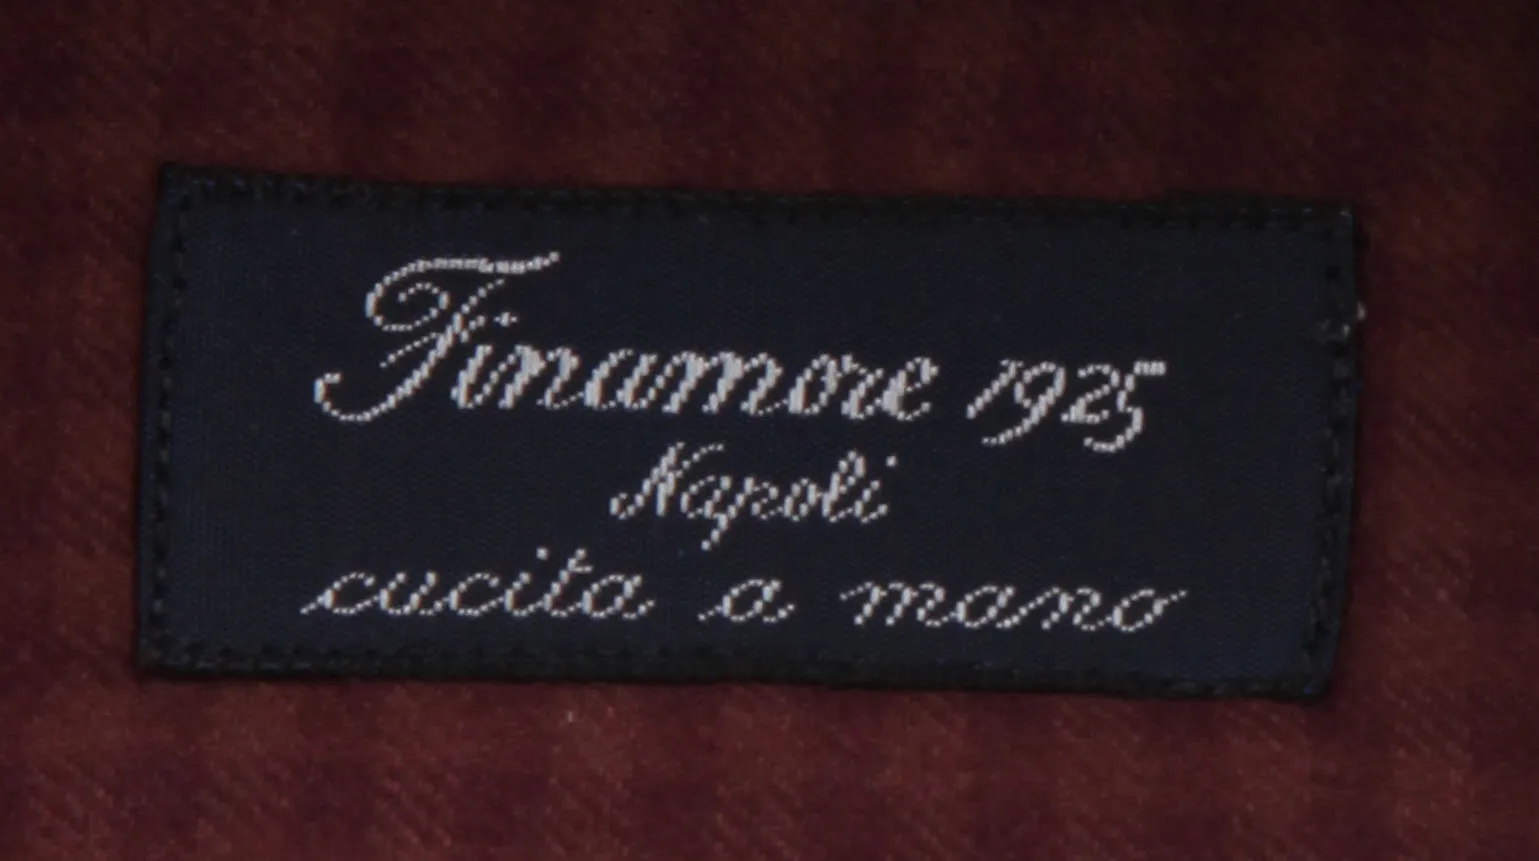 Finamore 1925
Napoli
cucita a mano